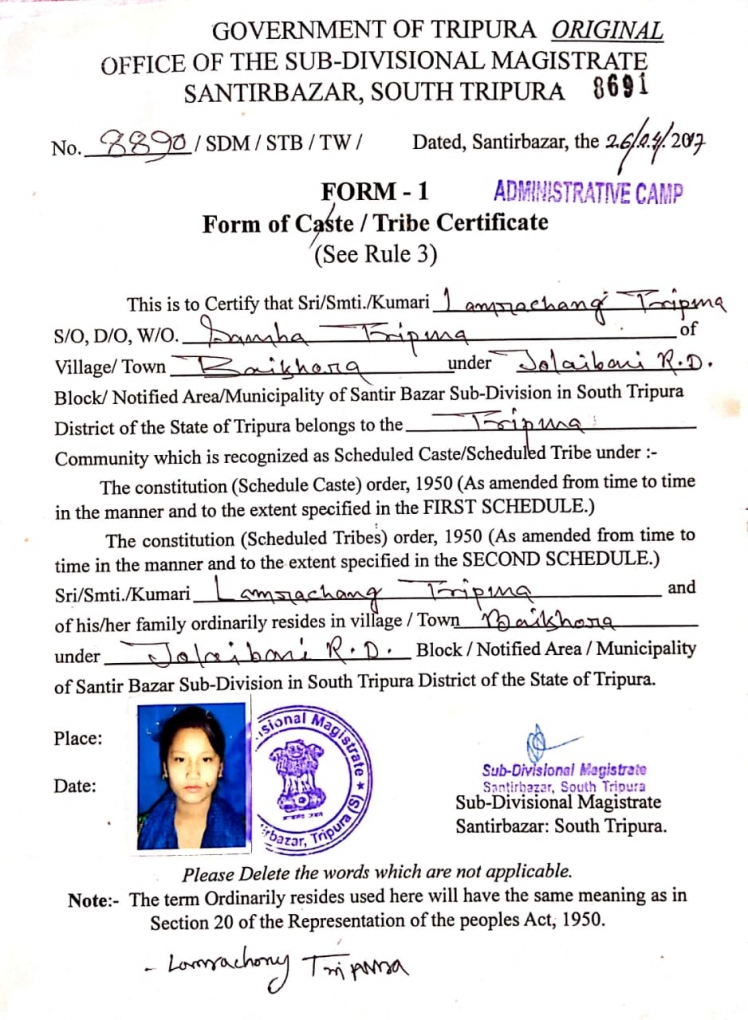 GOVERNMENT OF TRIPURA ORIGINAL
OFFICE OF THE SUB-DIVISIONAL MAGISTRATE
SANTIRBAZAR, SOUTH TRIPURA 8691
No. 8890 / SDM / STB / TW / Dated, Santirbazar, the 26/04/2017
FORM - 1 ADMINISTRATIVE CAMP
Form of Caste / Tribe Certificate
(See Rule 3)
This is to Certify that Sri/Smti./Kumari Lamrachang Tripura
S/O, D/O, W/O. Tripura of
Village/ Town Baikhora under Jolaibari R.D.
Block/ Notified Area/Municipality of Santir Bazar Sub-Division in South Tripura
District of the State of Tripura belongs to the Tripura
Community which is recognized as Scheduled Caste/Scheduled Tribe under :-
The constitution (Schedule Caste) order, 1950 (As amended from time to time
in the manner and to the extent specified in the FIRST SCHEDULE.)
The constitution (Scheduled Tribes) order, 1950 (As amended from time to
time in the manner and to the extent specified in the SECOND SCHEDULE.)
Sri/Smti./Kumari Lamrachang Tripura and
of his/her family ordinarily resides in village / Town Baikhora
under Jolaibari R.D. Block / Notified Area / Municipality
of Santir Bazar Sub-Division in South Tripura District of the State of Tripura.
Place:
Date:
isional Magistrate
irbazar, Tripura (S)
Sub-Divisional Magistrate
Santirbazar, South Tripura
Sub-Divisional Magistrate
Santirbazar: South Tripura.
Please Delete the words which are not applicable.
Note:- The term Ordinarily resides used here will have the same meaning as in
Section 20 of the Representation of the peoples Act, 1950.
- Lamrachong Tripura